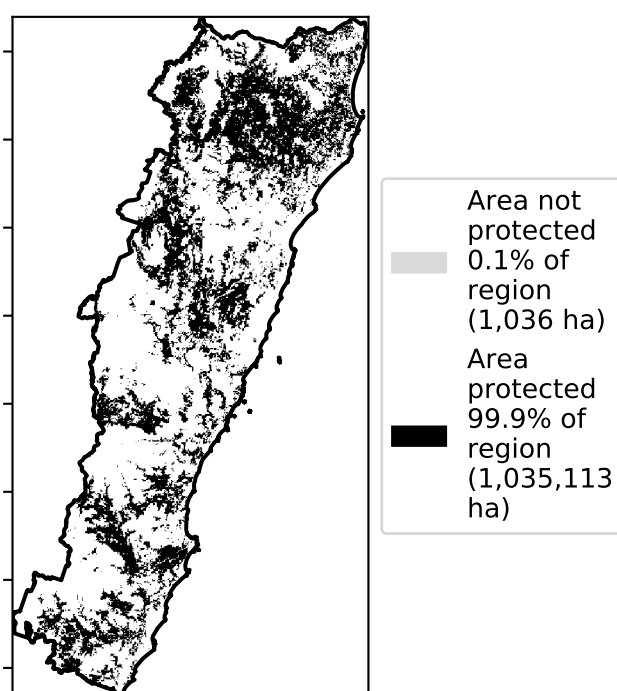 Area not
protected
0.1% of
region
(1,036 ha)
Area
protected
99.9% of
region
(1,035,113
ha)